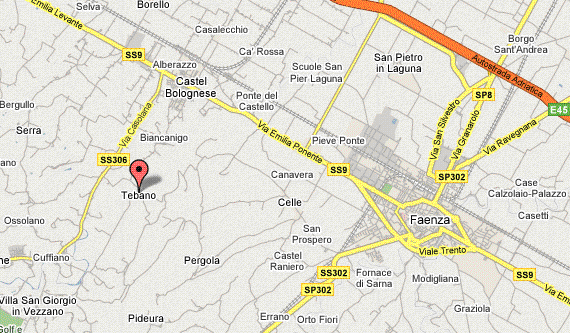 Borello
Selva
Via Emilia Levante
Casalecchio
Ca' Rossa
SS9
Alberazzo
Castel
Bolognese
Scuole San
Pier Laguna
San Pietro
in Laguna
Borgo
Sant'Andrea
Autostrada Adriatica
SP8
E45
Bergullo
Ponte del
Castello
Via Casolana
Serra
Biancanigo
Via Emilia Ponente
Pieve Ponte
Via San Silvestro
Via Granarolo
Via Ravegnana
SS306
SS9
SP302
Tebano
Canavera
Celle
Case
Calzolaio-Palazzo
Casetti
Ossolano
Faenza
San
Prospero
Viale Trento
Cuffiano
Pergola
Castel
Raniero
SS302
SP302
Fornace
di Sarna
Modigliana
SS9
Via Em
Villa San Giorgio
in Vezzano
Graziola
Pideura
Errano
Orto Fiori
Golf e